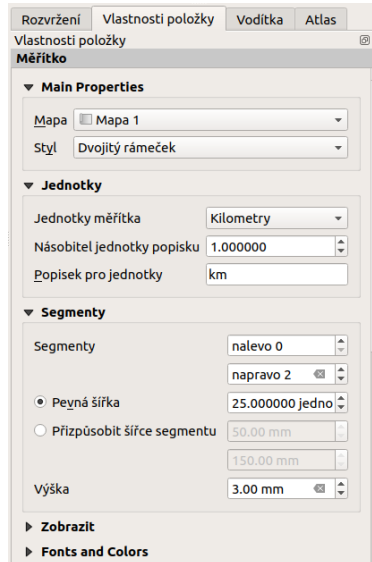 Rozvržení Vlastnosti položky Vodítka Atlas
Vlastnosti položky
Měřítko
Main Properties
Mapa Mapa 1
Styl Dvojitý rámeček
Jednotky
Jednotky měřítka Kilometry
Násobitel jednotky popisku 1.000000
Popisek pro jednotky km
Segmenty
Segmenty nalevo 0
napravo 2
Pevná šířka 25.000000 jedno
Přizpůsobit šířce segmentu 50.00 mm
150.00 mm
Výška 3.00 mm
Zobrazit
Fonts and Colors